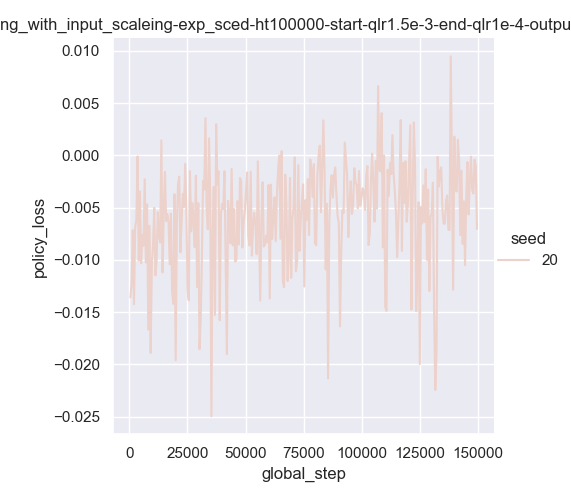 ng_with_input_scaleing-exp_sced-ht100000-start-qlr1.5e-3-end-qlr1e-4-outpu
0.010
0.005
0.000
−0.005
−0.010
−0.015
−0.020
−0.025
policy_loss
0 25000 50000 75000 100000 125000 150000
global_step
seed
20